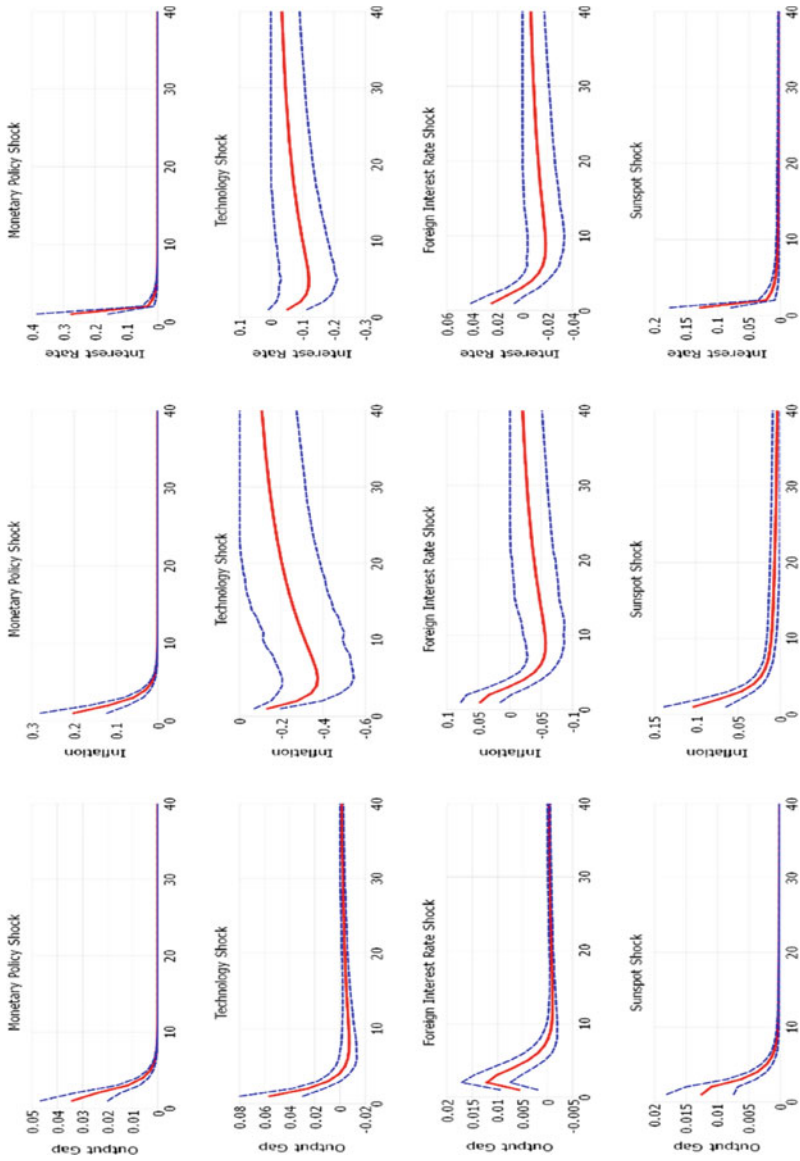 Monetary Policy Shock
Output Gap
0.05
0.04
0.03
0.02
0.01
0
0 10 20 30 40
Monetary Policy Shock
Inflation
0.3
0.2
0.1
0
0 10 20 30 40
Monetary Policy Shock
Interest Rate
0.4
0.3
0.2
0.1
0
0 10 20 30 40
Technology Shock
Output Gap
0.08
0.06
0.04
0.02
0
-0.02
0 10 20 30 40
Technology Shock
Inflation
0
-0.2
-0.4
-0.6
0 10 20 30 40
Technology Shock
Interest Rate
0.1
0
-0.1
-0.2
-0.3
0 10 20 30 40
Foreign Interest Rate Shock
Output Gap
0.02
0.015
0.01
0.005
0
-0.005
0 10 20 30 40
Foreign Interest Rate Shock
Inflation
0.1
0.05
0
-0.05
-0.1
0 10 20 30 40
Foreign Interest Rate Shock
Interest Rate
0.06
0.04
0.02
0
-0.02
-0.04
0 10 20 30 40
Sunspot Shock
Output Gap
0.02
0.015
0.01
0.005
0
0 10 20 30 40
Sunspot Shock
Inflation
0.15
0.1
0.05
0
0 10 20 30 40
Sunspot Shock
Interest Rate
0.2
0.15
0.1
0.05
0
0 10 20 30 40